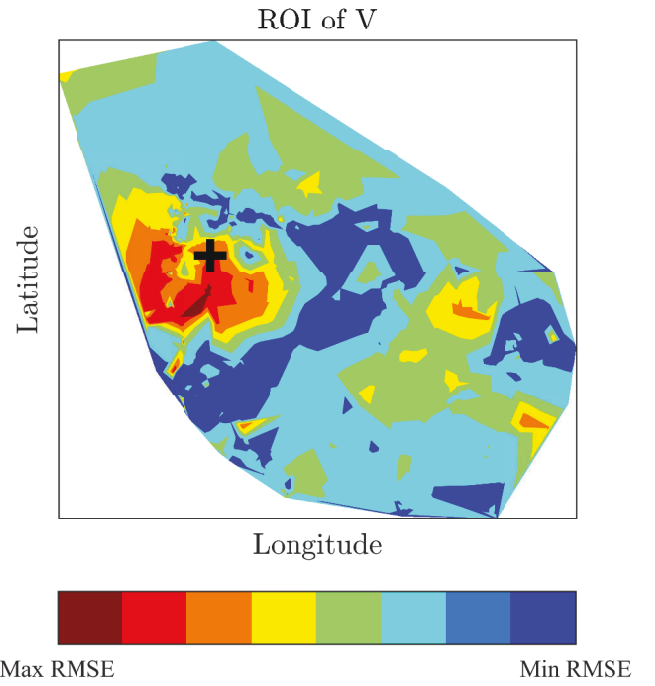 ROI of V
Latitude
Longitude
Max RMSE
Min RMSE